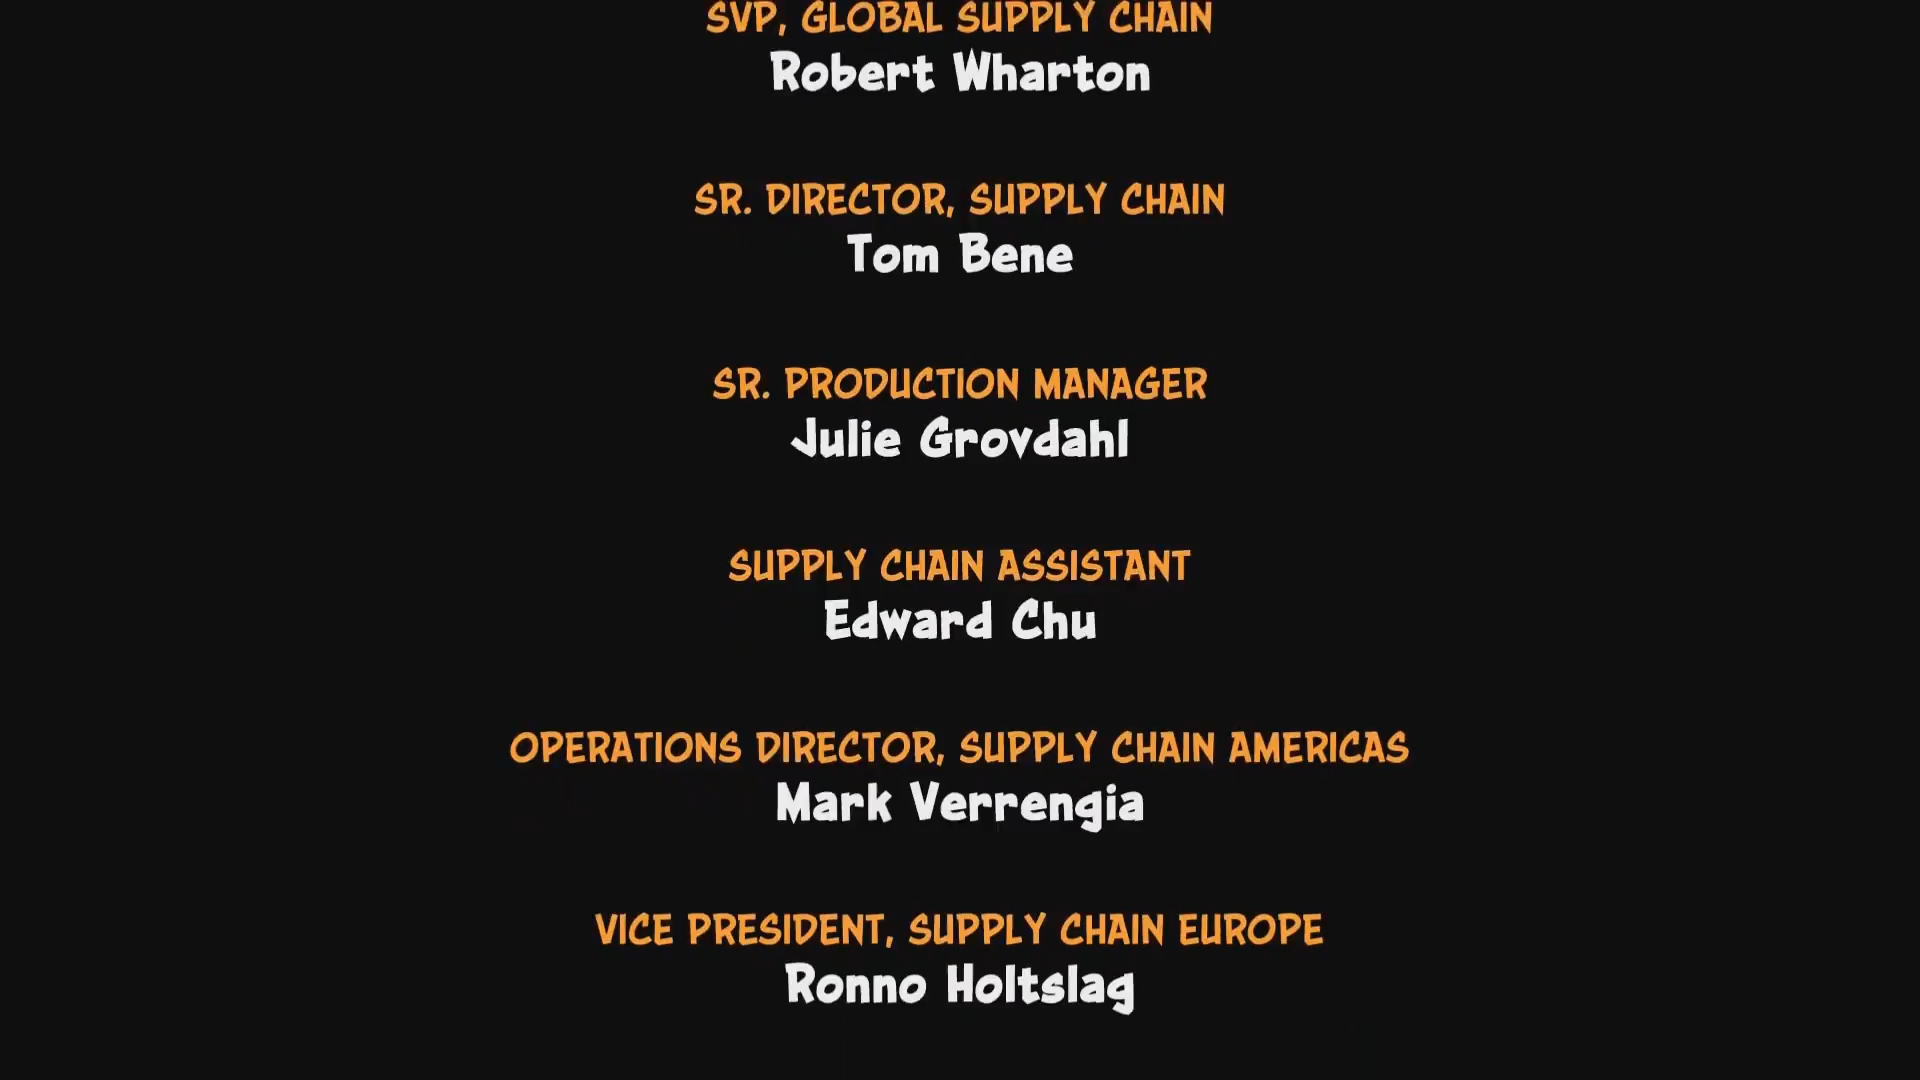 SVP, GLOBAL SUPPLY CHAIN
Robert Wharton
SR. DIRECTOR, SUPPLY CHAIN
Tom Bene
SR. PRODUCTION MANAGER
Julie Grovdahl
SUPPLY CHAIN ASSISTANT
Edward Chu
OPERATIONS DIRECTOR, SUPPLY CHAIN AMERICAS
Mark Verrengia
VICE PRESIDENT, SUPPLY CHAIN EUROPE
Ronno Holtslag